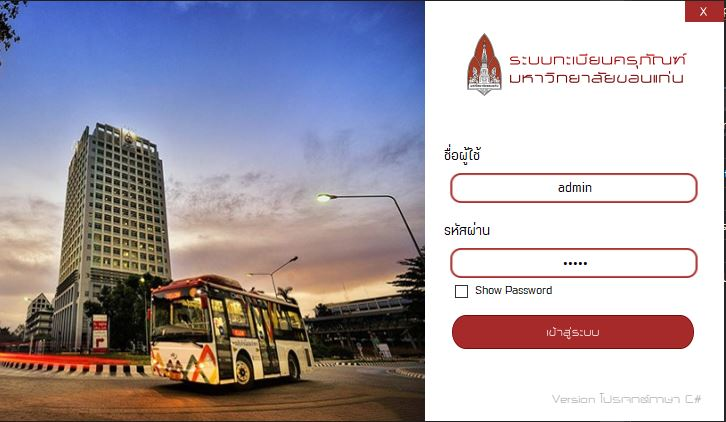 X
ระบบทะเบียนครุภัณฑ์
มหาวิทยาลัยขอนแก่น
ชื่อผู้ใช้
admin
รหัสผ่าน
•••••
Show Password
เข้าสู่ระบบ
Version โปรเจกต์ภาษา C#